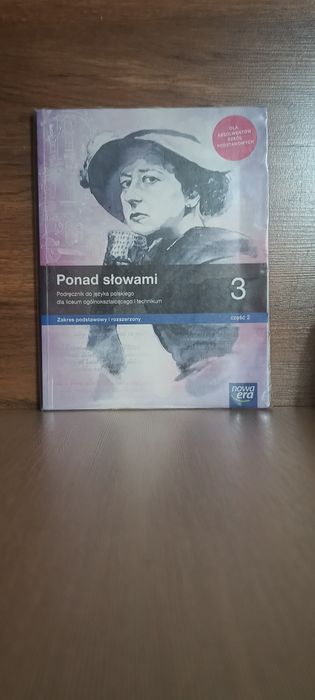 DLA
ABSOLWENTÓW
SZKÓŁ
PODSTAWOWYCH
Ponad słowami
3
Podręcznik do języka polskiego
dla liceum ogólnokształcącego i technikum
Zakres podstawowy i rozszerzony
część 2
nowa
era